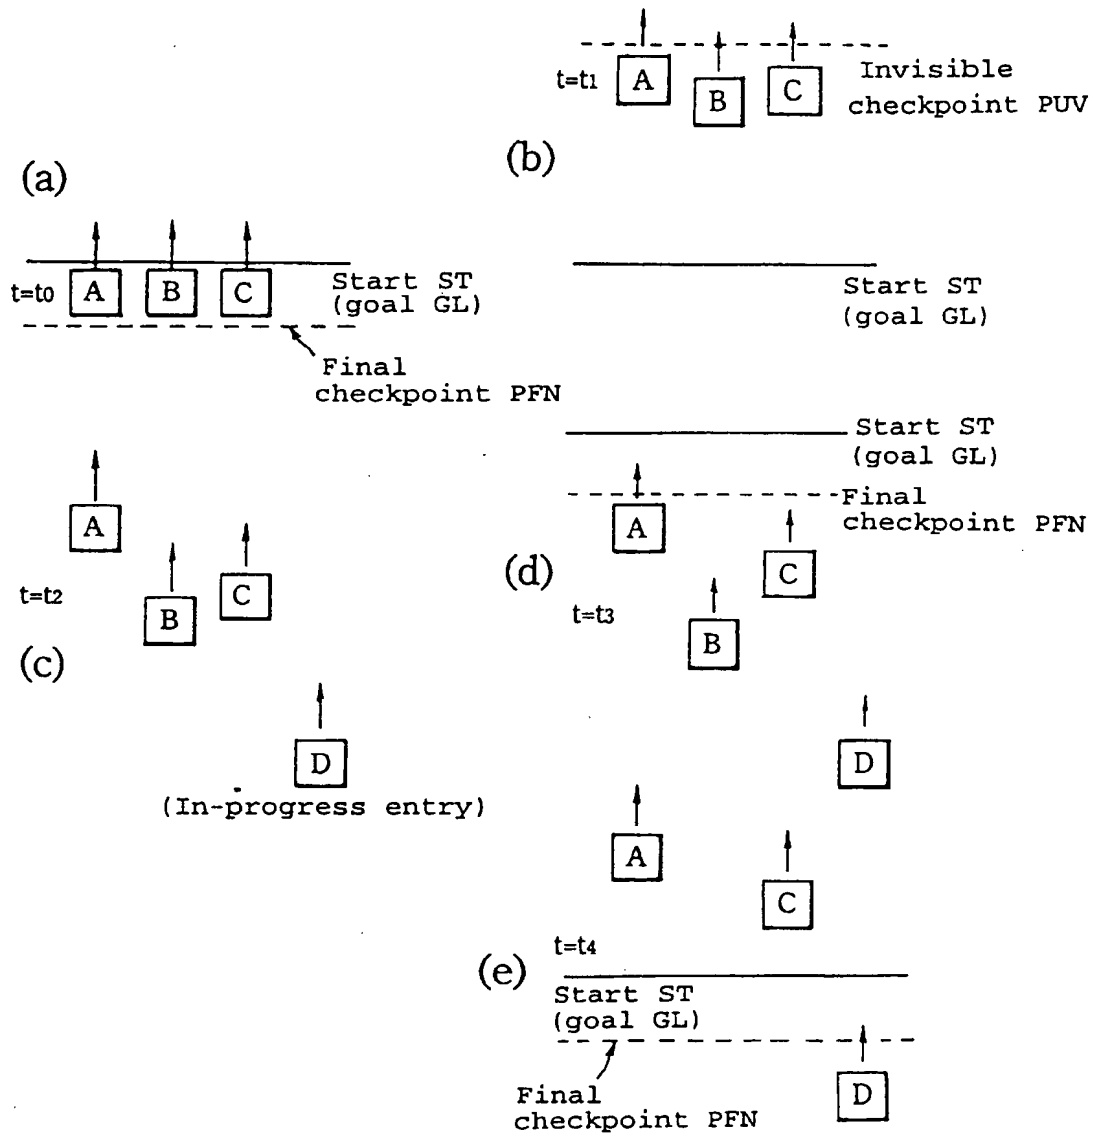 (a)
t=t0
A
B
C
Start ST
(goal GL)
Final
checkpoint PFN
(b)
t=t1
A
B
C
Invisible
checkpoint PUV
Start ST
(goal GL)
(c)
t=t2
A
B
C
D
(In-progress entry)
(d)
t=t3
Start ST
(goal GL)
Final
checkpoint PFN
A
B
C
D
(e)
t=t4
A
C
Start ST
(goal GL)
D
Final
checkpoint PFN